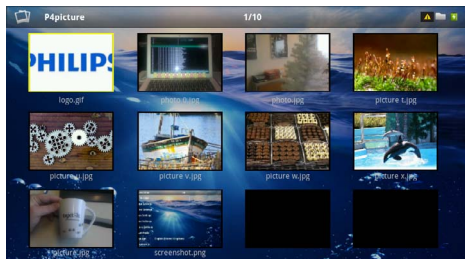 P4picture 1/10
PHILIPS
logo.gif photo 0.jpg photo.jpg picture t.jpg
picture u.jpg picture v.jpg picture w.jpg picture x.jpg
picture.jpg screenshot.png